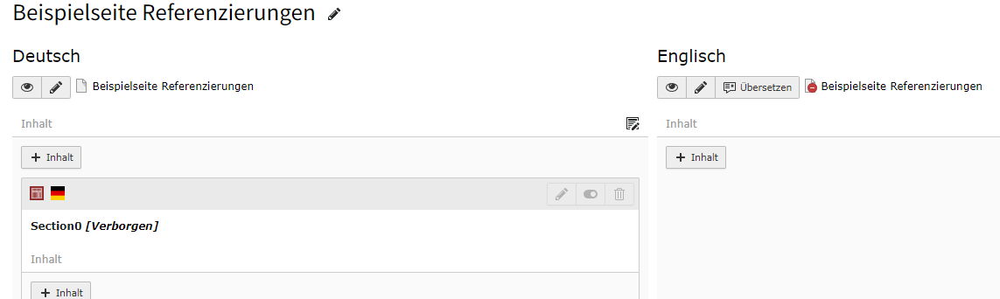 Beispielseite Referenzierungen
Deutsch
Beispielseite Referenzierungen
Inhalt
+ Inhalt
Section0 [Verborgen]
Inhalt
+ Inhalt
Englisch
Übersetzen Beispielseite Referenzierungen
Inhalt
+ Inhalt